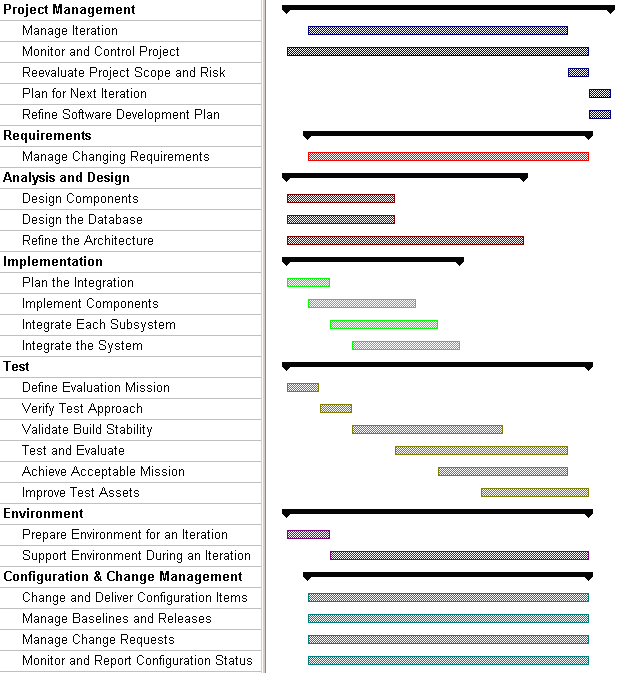 Project Management
Manage Iteration
Monitor and Control Project
Reevaluate Project Scope and Risk
Plan for Next Iteration
Refine Software Development Plan
Requirements
Manage Changing Requirements
Analysis and Design
Design Components
Design the Database
Refine the Architecture
Implementation
Plan the Integration
Implement Components
Integrate Each Subsystem
Integrate the System
Test
Define Evaluation Mission
Verify Test Approach
Validate Build Stability
Test and Evaluate
Achieve Acceptable Mission
Improve Test Assets
Environment
Prepare Environment for an Iteration
Support Environment During an Iteration
Configuration & Change Management
Change and Deliver Configuration Items
Manage Baselines and Releases
Manage Change Requests
Monitor and Report Configuration Status